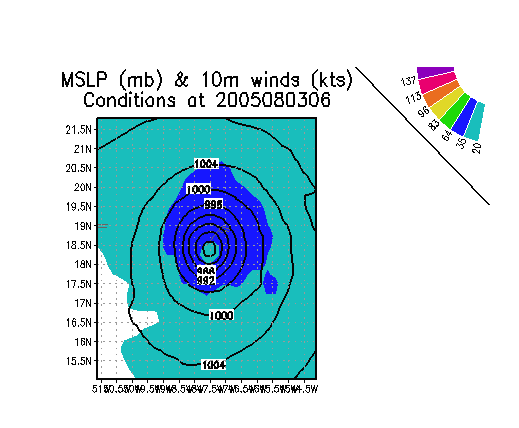 MSLP (mb) & 10m winds (kts)
Conditions at 2005080306
137
113
96
83
64
36
20
21.5N
21N
20.5N
20N
19.5N
19N
18.5N
18N
17.5N
17N
16.5N
16N
15.5N
1004
1000
995
992
1000
1004